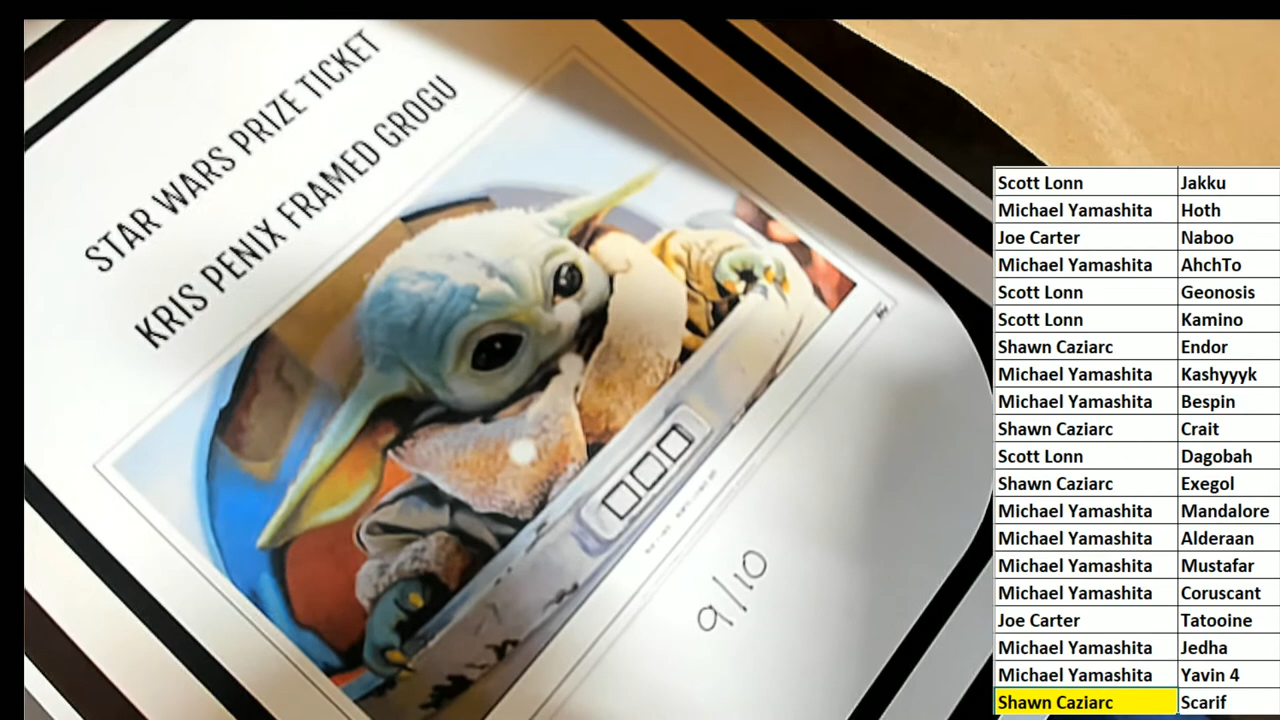 STAR WARS PRIZE TICKET
KRIS PENIX FRAMED GROGU
9/10
Scott Lonn Jakku
Michael Yamashita Hoth
Joe Carter Naboo
Michael Yamashita AhchTo
Scott Lonn Geonosis
Scott Lonn Kamino
Shawn Caziarc Endor
Michael Yamashita Kashyyyk
Michael Yamashita Bespin
Shawn Caziarc Crait
Scott Lonn Dagobah
Shawn Caziarc Exegol
Michael Yamashita Mandalore
Michael Yamashita Alderaan
Michael Yamashita Mustafar
Michael Yamashita Coruscant
Joe Carter Tatooine
Michael Yamashita Jedha
Michael Yamashita Yavin 4
Shawn Caziarc Scarif